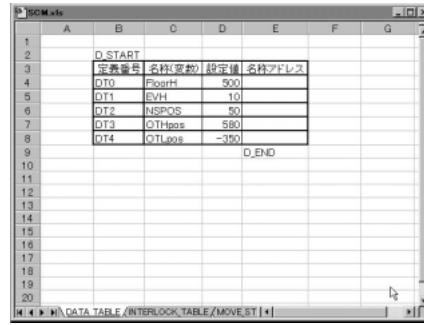 SCM.xls
A B C D E F G
1
2 D_START
3 定義番号 名称(変数) 設定値 名称アドレス
4 DT0 FloorH 500
5 DT1 EVH 10
6 DT2 NSPOS 50
7 DT3 OTHpos 580
8 DT4 OTLpos -350
9 D_END
10
11
12
13
14
15
16
17
18
19
20
DATA_TABLE INTERLOCK_TABLE MOVE_ST